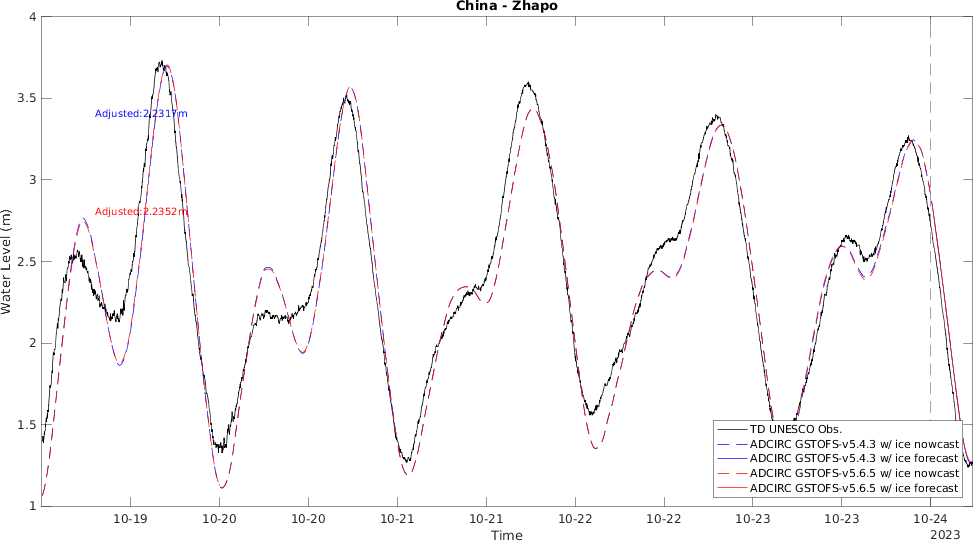 China - Zhapo
4
3.5
3
2.5
2
1.5
1
Water Level (m)
Adjusted:2.2317m
Adjusted:2.2352m
TD UNESCO Obs.
ADCIRC GSTOFS-v5.4.3 w/ ice nowcast
ADCIRC GSTOFS-v5.4.3 w/ ice forecast
ADCIRC GSTOFS-v5.6.5 w/ ice nowcast
ADCIRC GSTOFS-v5.6.5 w/ ice forecast
10-19 10-20 10-20 10-21 10-21 10-22 10-22 10-23 10-23 10-24
Time
2023